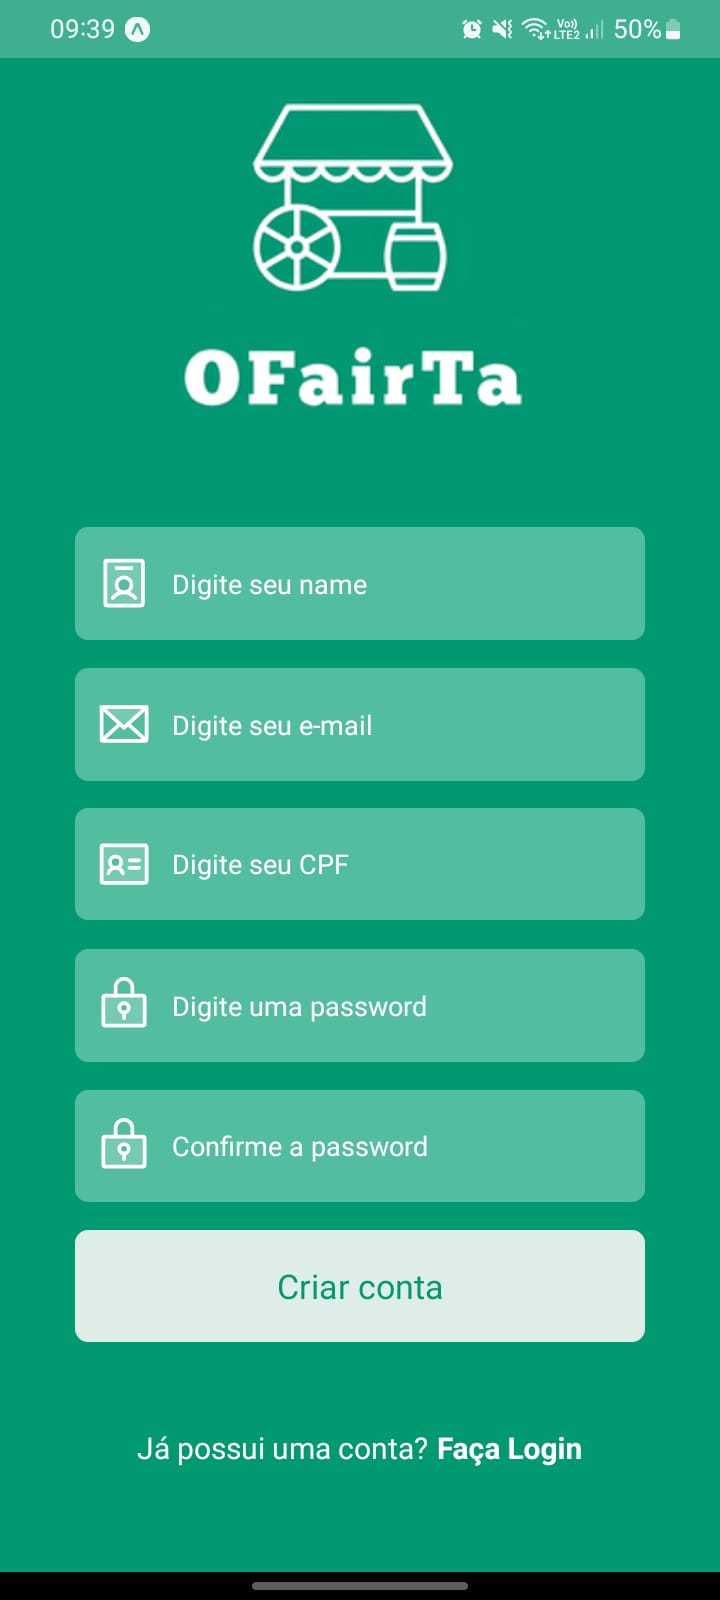 09:39
Vo)) LTE2 50%
OFairTa
Digite seu name
Digite seu e-mail
Digite seu CPF
Digite uma password
Confirme a password
Criar conta
Já possui uma conta? Faça Login